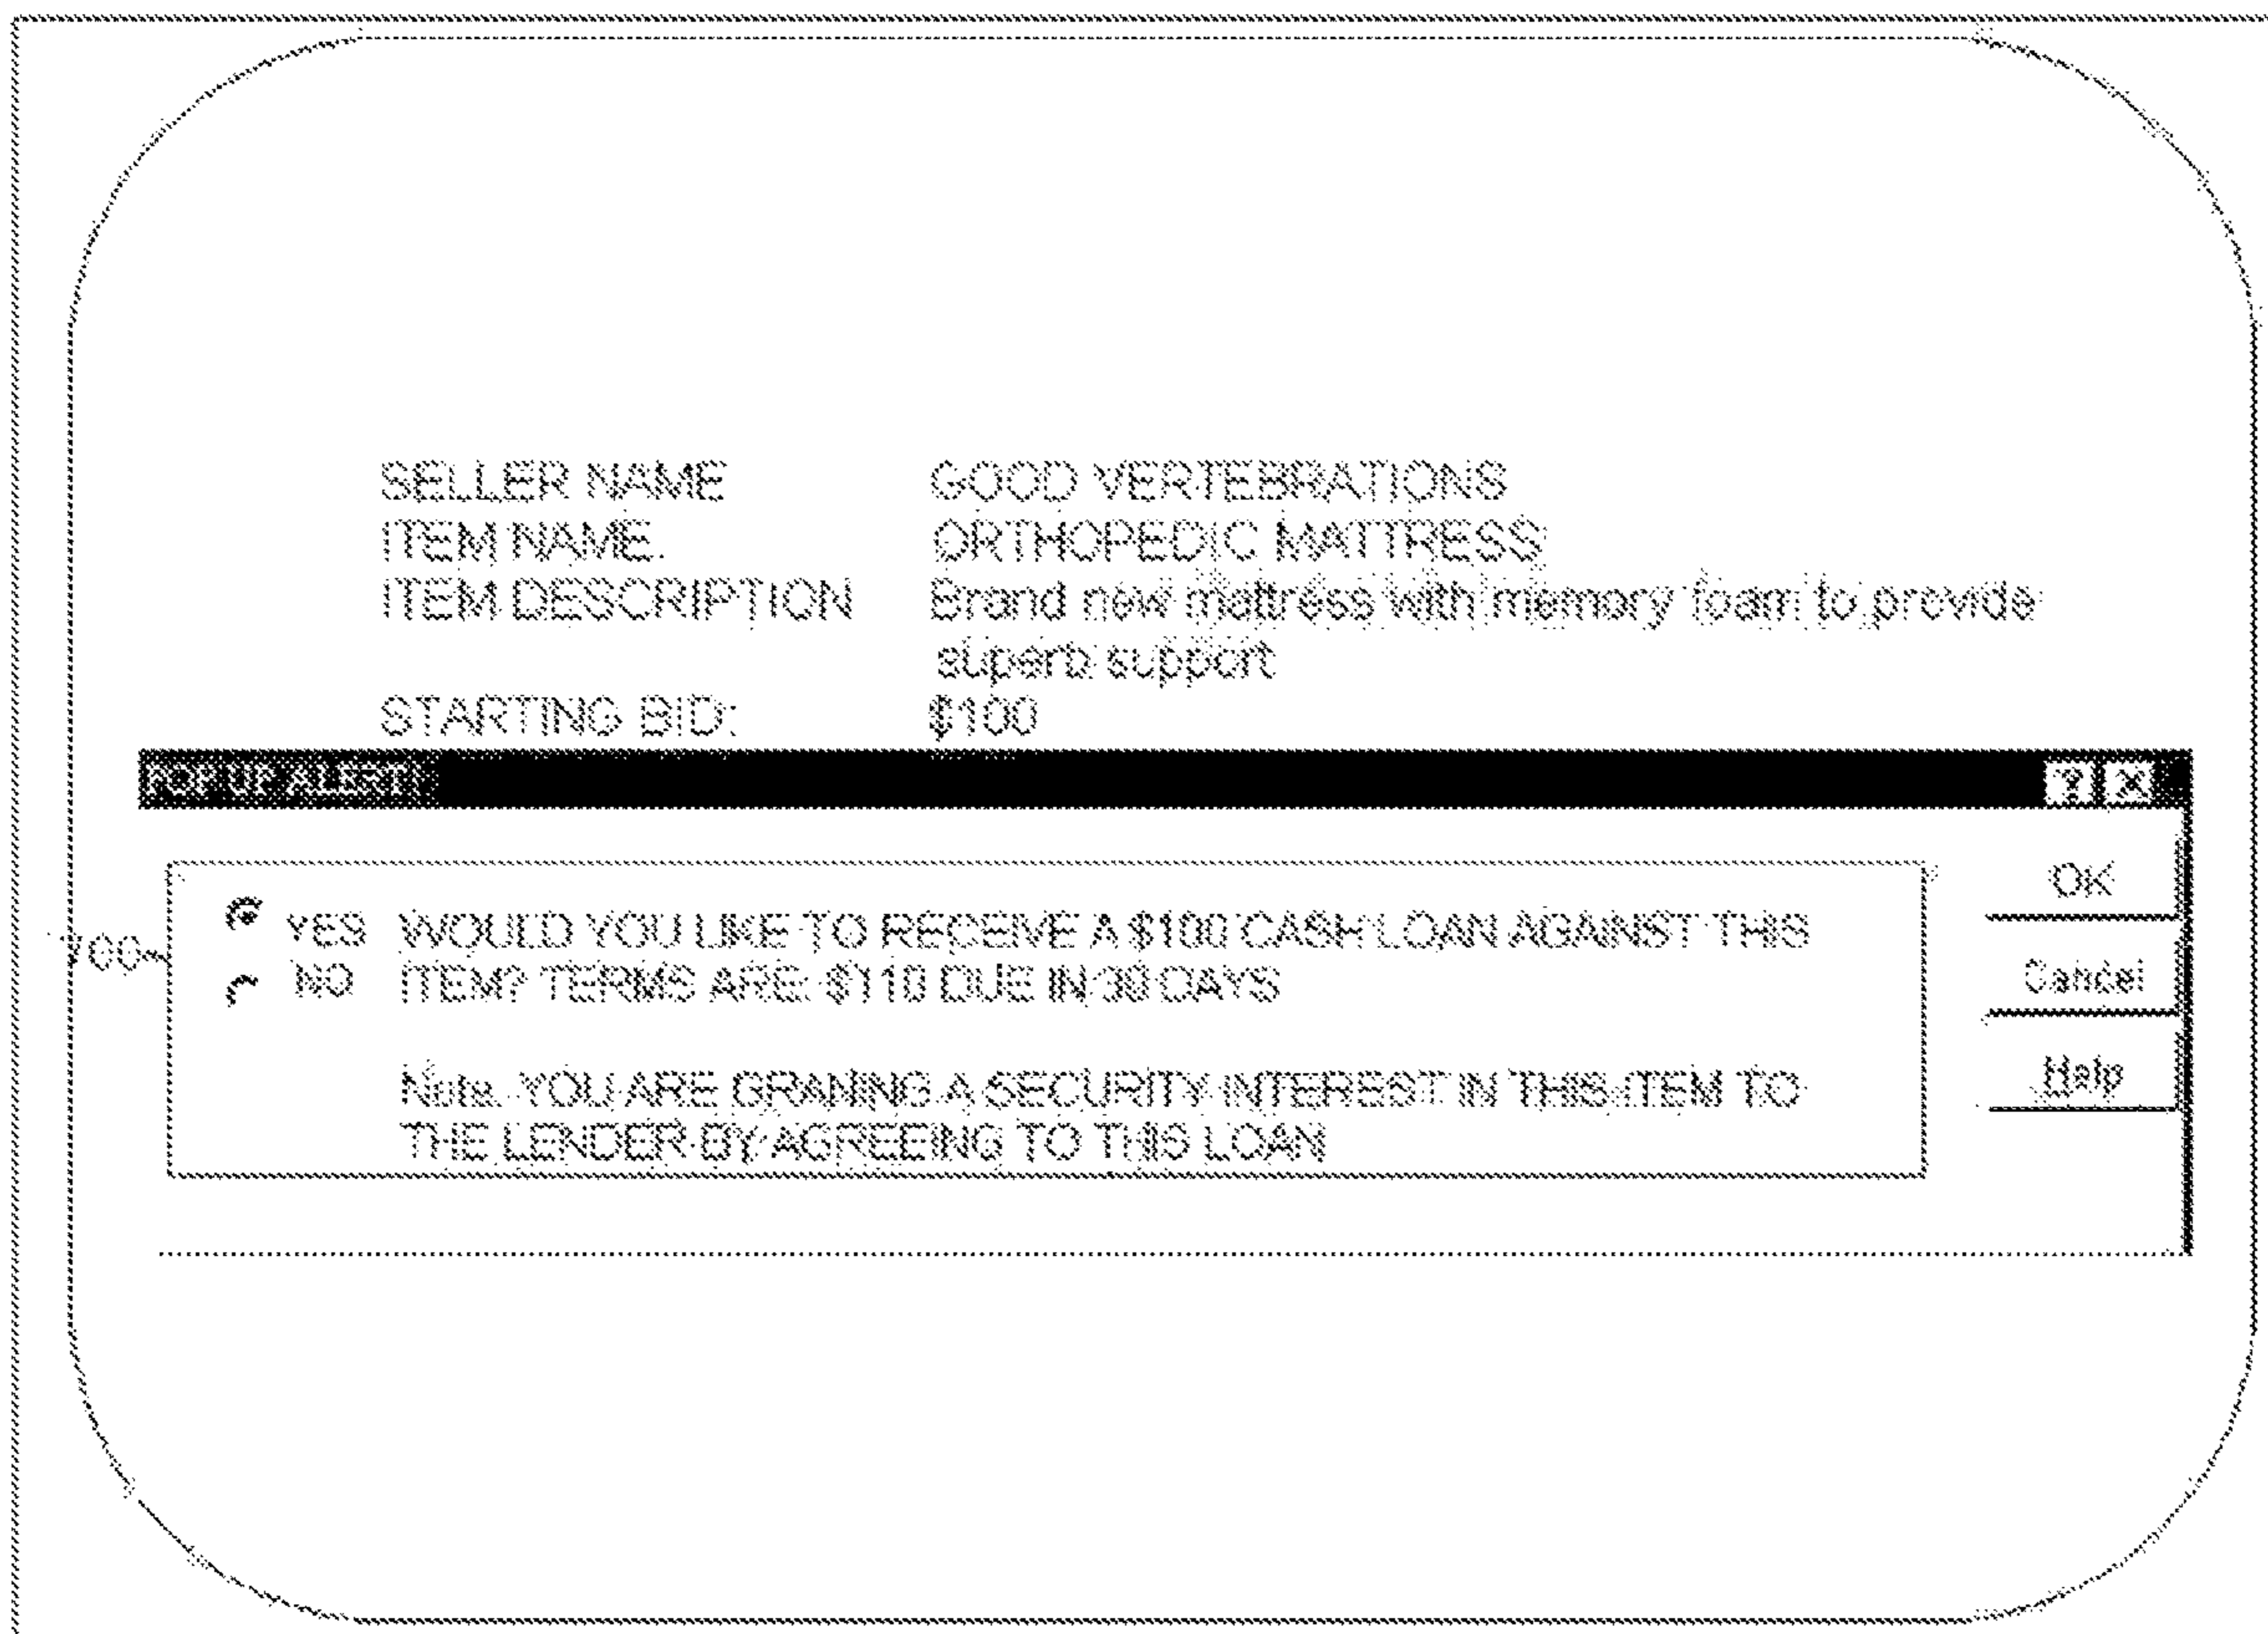 SELLER NAME GOOD VERTEBRATIONS
ITEM NAME. ORTHOPEDIC MATTRESS
ITEM DESCRIPTION Brand new mattress with memory foam to provide
superb support
STARTING BID: $100
POP UP ALERT!
? X
OK
YES WOULD YOU LIKE TO RECEIVE A $100 CASH LOAN AGAINST THIS
700
NO ITEM? TERMS ARE: $110 DUE IN 30 DAYS
Cancel
Note. YOU ARE GRANING A SECURITY INTEREST IN THIS ITEM TO
Help
THE LENDER BY AGREEING TO THIS LOAN